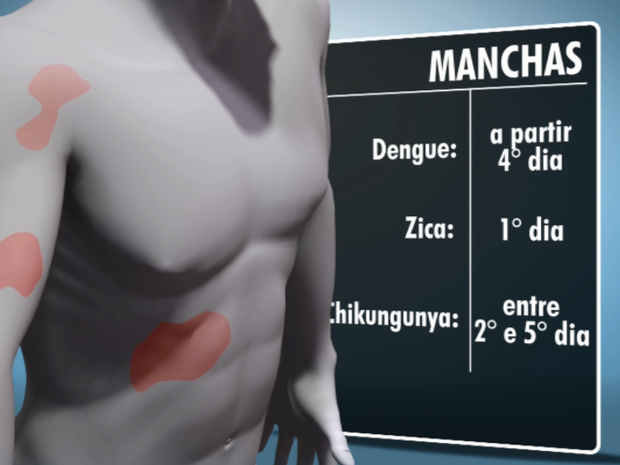 MANCHAS
Dengue: a partir
4° dia
Zica: 1° dia
Chikungunya: entre
2° e 5° dia